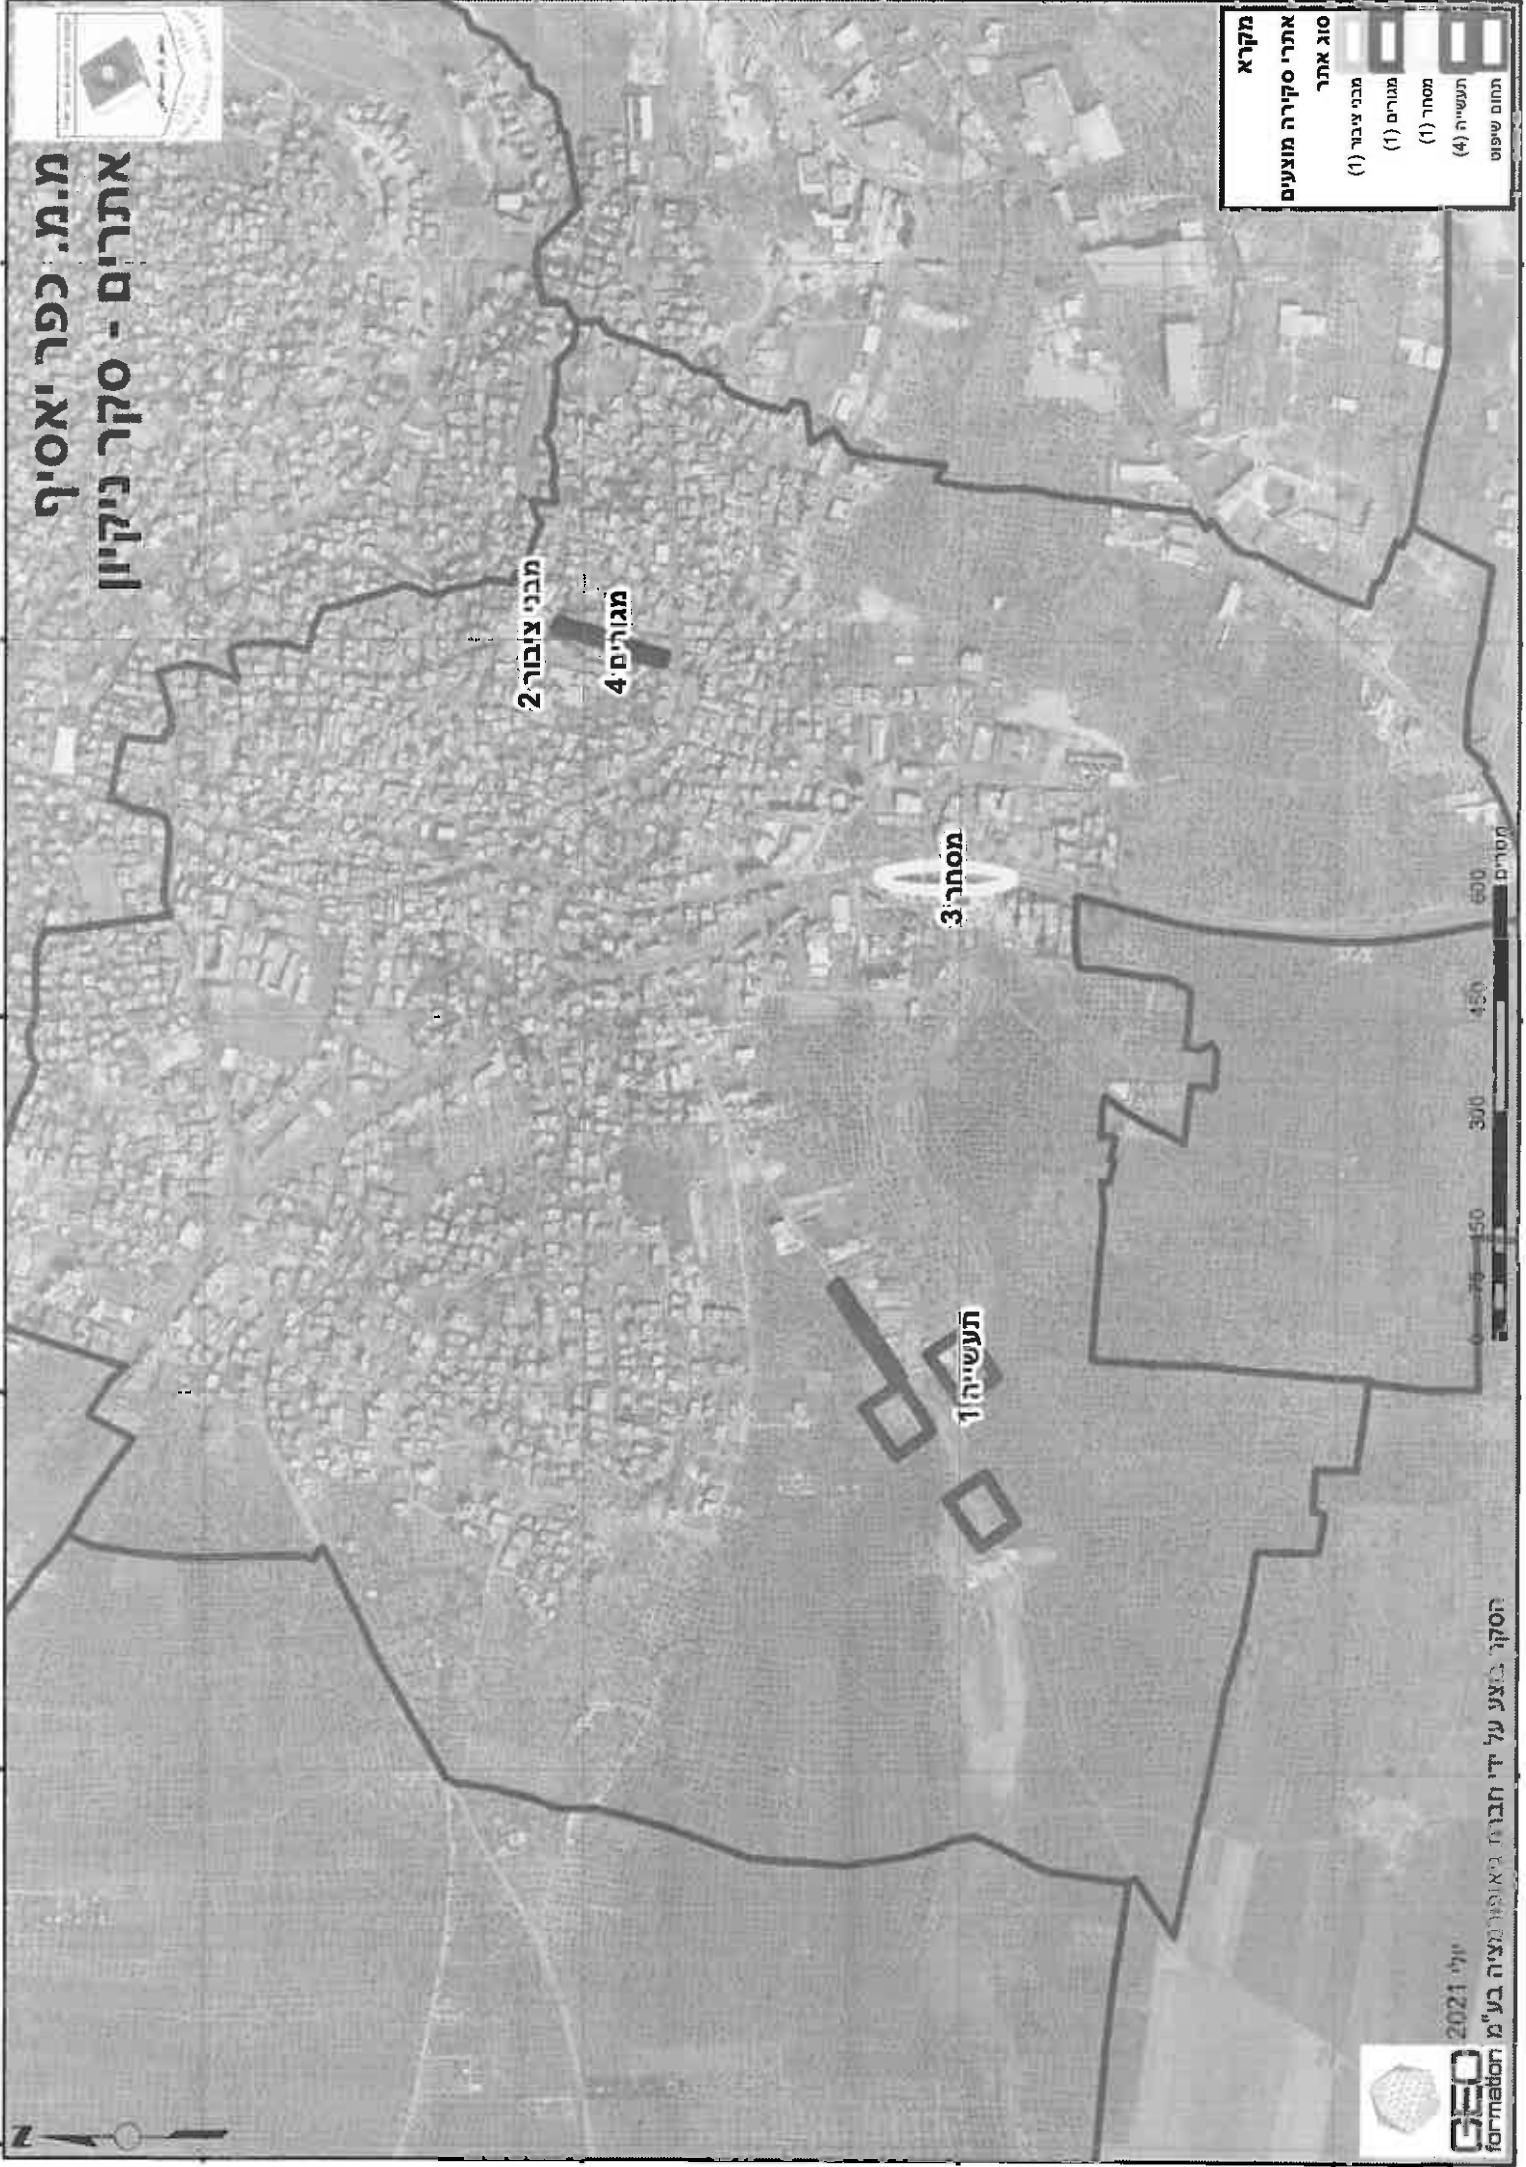 מ.מ. כפר יאסיף
אתרים - סקר ניקיון
מקרא
אתרי סקירה מוצעים
סוג אתר
מבני ציבור (1)
מגורים (1)
מסחר (1)
תעשייה (4)
תחום שיפוט
מבני ציבור 2
מגורים 4
מסחר 3
תעשייה 1
0 75 150 300 450 600
מטרים
יולי 2021
GEO
formation
הסקר בוצע על ידי חברת גיאופורמציה בע"מ